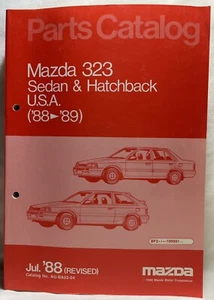 Parts Catalog
Mazda 323
Sedan & Hatchback
U.S.A.
('88►'89)
Jul. '88 (REVISED)
mazda